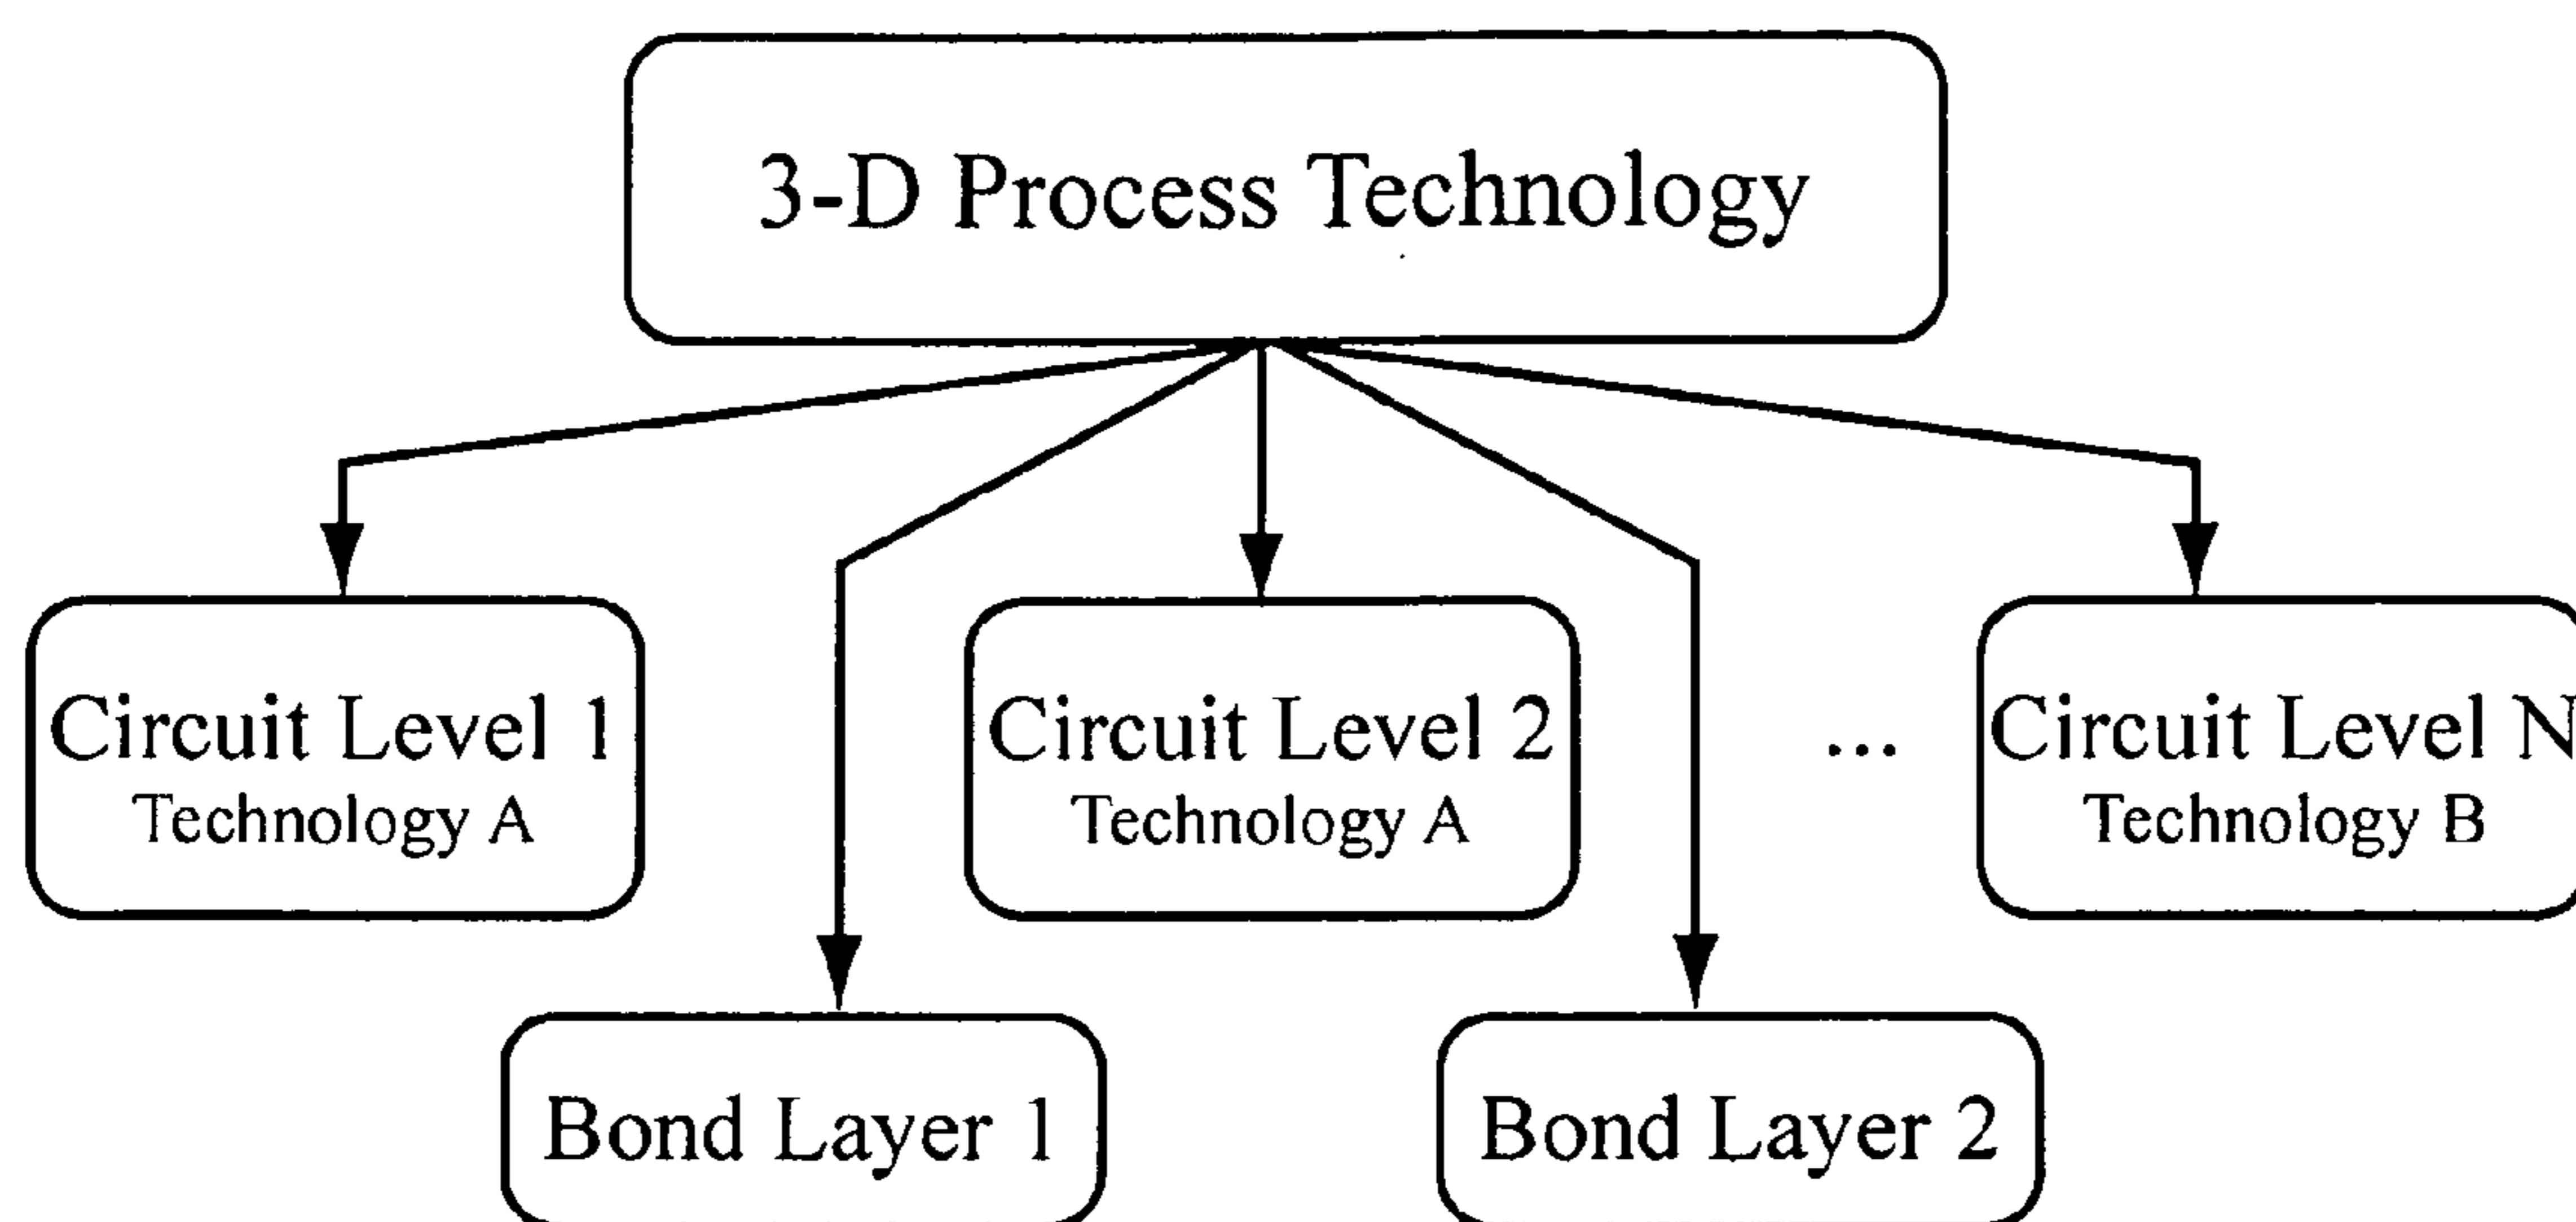 3-D Process Technology
Circuit Level 1
Technology A
Circuit Level 2
Technology A
...
Circuit Level N
Technology B
Bond Layer 1
Bond Layer 2